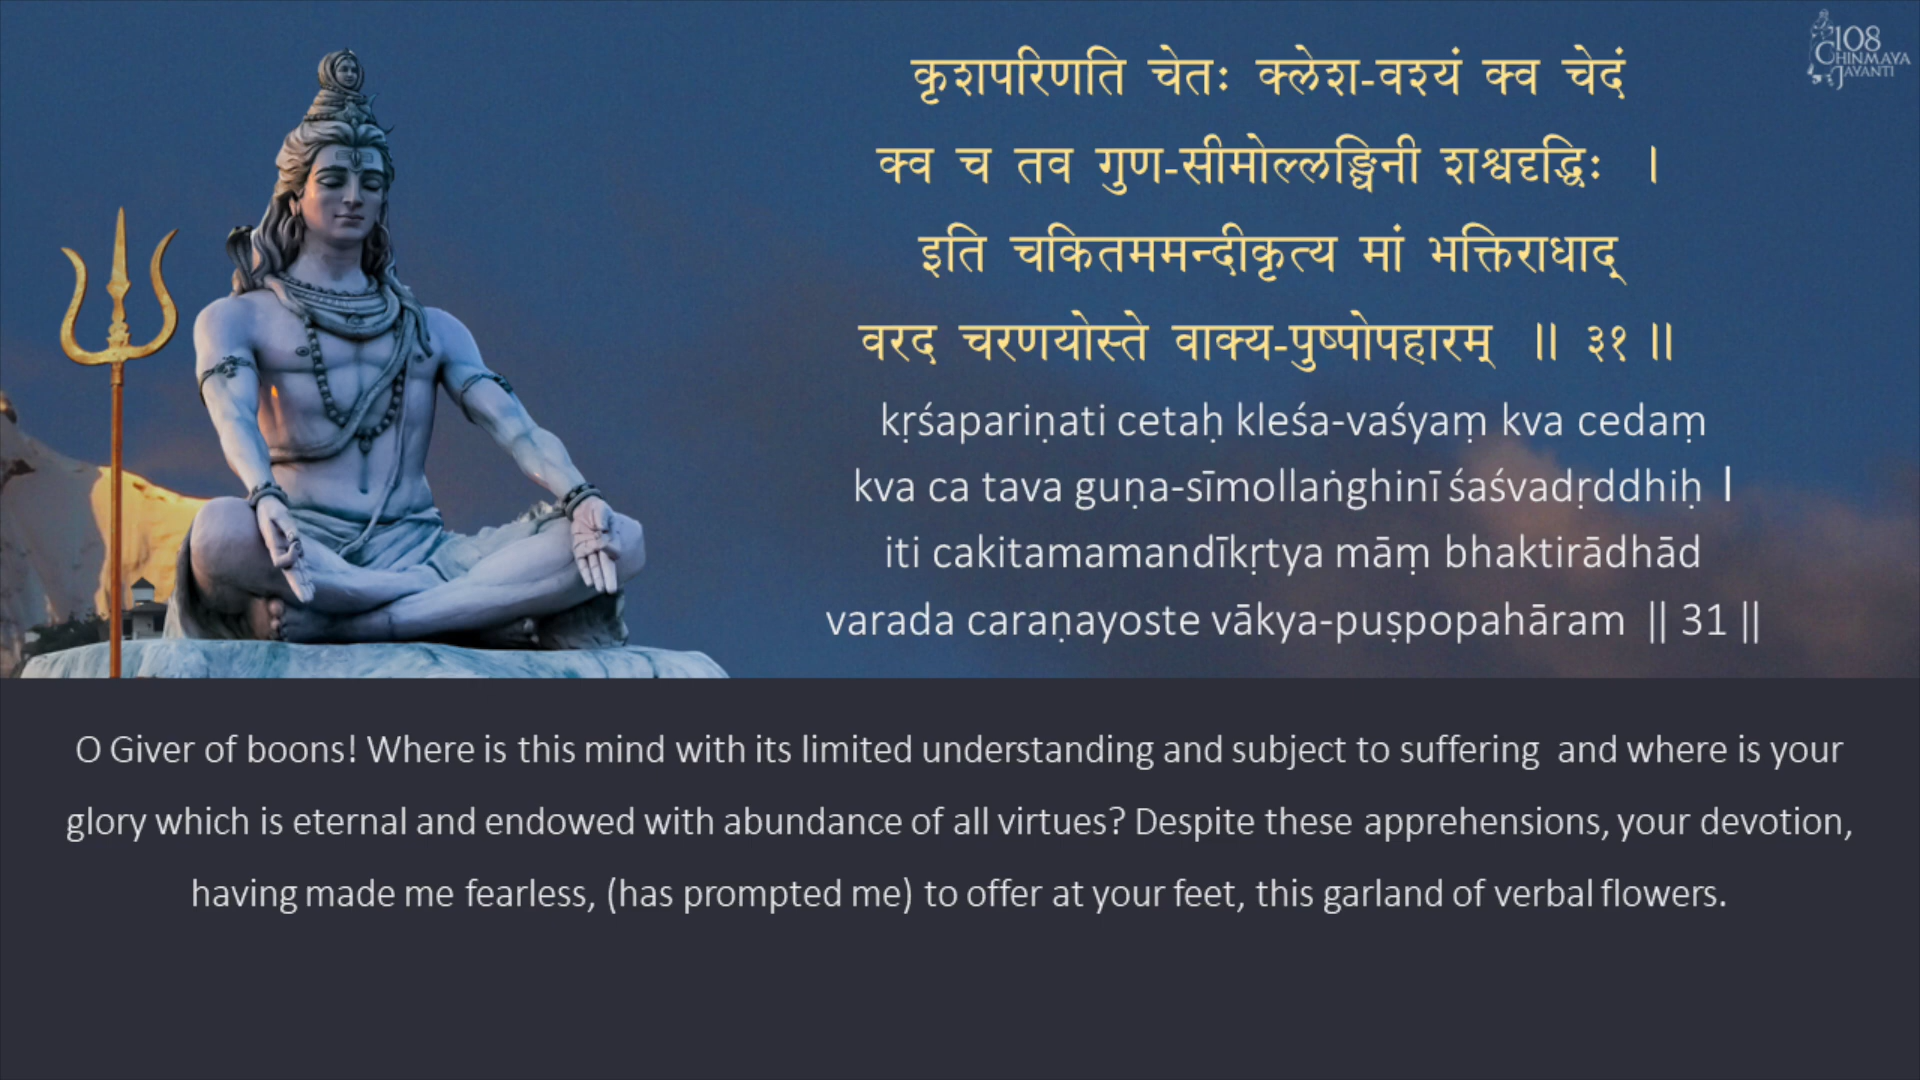 कृशपरिणति चेतः क्लेश-वश्यं क्व चेदं
क्व च तव गुण-सीमोल्लङ्घिनी शश्वदृद्धिः ।
इति चकितममन्दीकृत्य मां भक्तिराधाद्
वरद चरणयोस्ते वाक्य-पुष्पोपहारम् ॥ ३१ ॥
kṛśapariṇati cetaḥ kleśa-vaśyaṃ kva cedaṃ
kva ca tava guṇa-sīmollaṅghinī śaśvadṛddhiḥ |
iti cakitamamandīkṛtya māṃ bhaktirādhād
varada caraṇayoste vākya-puṣpopahāram || 31 ||
O Giver of boons! Where is this mind with its limited understanding and subject to suffering and where is your
glory which is eternal and endowed with abundance of all virtues? Despite these apprehensions, your devotion,
having made me fearless, (has prompted me) to offer at your feet, this garland of verbal flowers.
108
CHINMAYA
JAYANTI